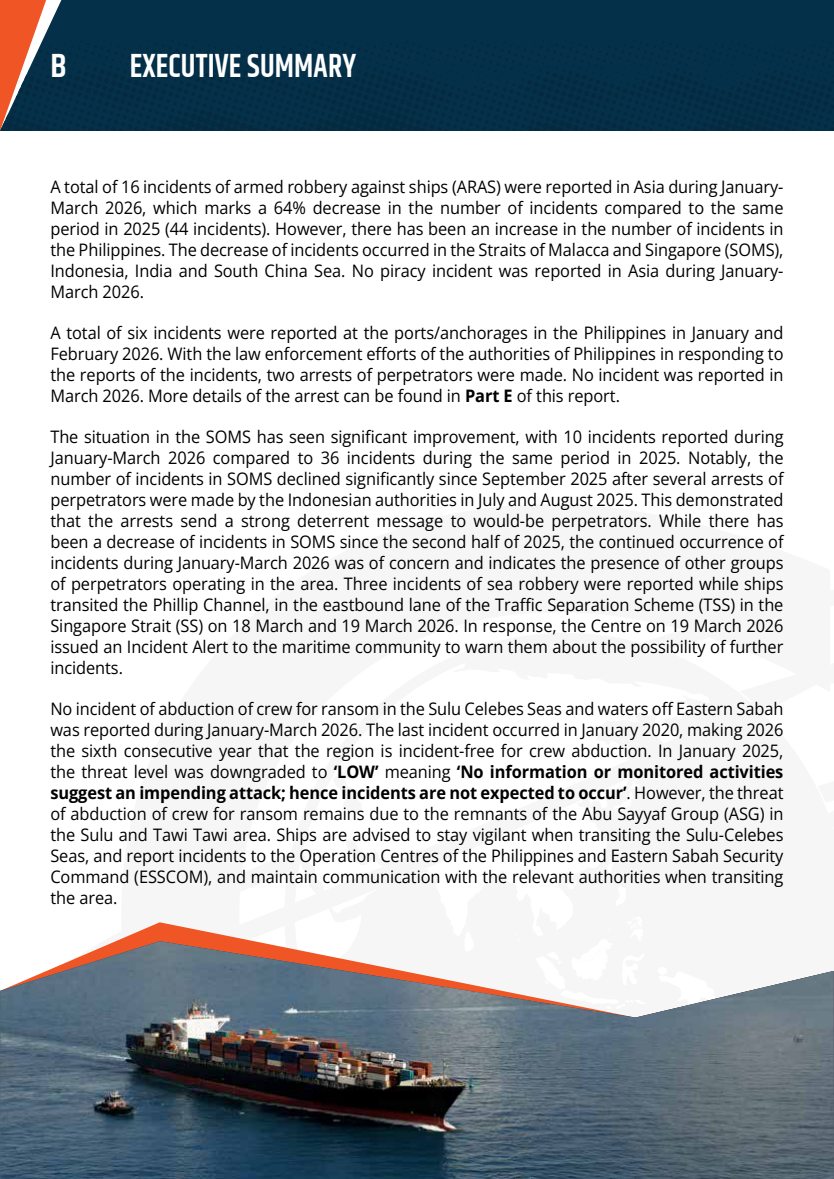 B EXECUTIVE SUMMARY
A total of 16 incidents of armed robbery against ships (ARAS) were reported in Asia during January-
March 2026, which marks a 64% decrease in the number of incidents compared to the same
period in 2025 (44 incidents). However, there has been an increase in the number of incidents in
the Philippines. The decrease of incidents occurred in the Straits of Malacca and Singapore (SOMS),
Indonesia, India and South China Sea. No piracy incident was reported in Asia during January-
March 2026.
A total of six incidents were reported at the ports/anchorages in the Philippines in January and
February 2026. With the law enforcement efforts of the authorities of Philippines in responding to
the reports of the incidents, two arrests of perpetrators were made. No incident was reported in
March 2026. More details of the arrest can be found in Part E of this report.
The situation in the SOMS has seen significant improvement, with 10 incidents reported during
January-March 2026 compared to 36 incidents during the same period in 2025. Notably, the
number of incidents in SOMS declined significantly since September 2025 after several arrests of
perpetrators were made by the Indonesian authorities in July and August 2025. This demonstrated
that the arrests send a strong deterrent message to would-be perpetrators. While there has
been a decrease of incidents in SOMS since the second half of 2025, the continued occurrence of
incidents during January-March 2026 was of concern and indicates the presence of other groups
of perpetrators operating in the area. Three incidents of sea robbery were reported while ships
transited the Phillip Channel, in the eastbound lane of the Traffic Separation Scheme (TSS) in the
Singapore Strait (SS) on 18 March and 19 March 2026. In response, the Centre on 19 March 2026
issued an Incident Alert to the maritime community to warn them about the possibility of further
incidents.
No incident of abduction of crew for ransom in the Sulu Celebes Seas and waters off Eastern Sabah
was reported during January-March 2026. The last incident occurred in January 2020, making 2026
the sixth consecutive year that the region is incident-free for crew abduction. In January 2025,
the threat level was downgraded to ‘LOW’ meaning ‘No information or monitored activities
suggest an impending attack; hence incidents are not expected to occur’. However, the threat
of abduction of crew for ransom remains due to the remnants of the Abu Sayyaf Group (ASG) in
the Sulu and Tawi Tawi area. Ships are advised to stay vigilant when transiting the Sulu-Celebes
Seas, and report incidents to the Operation Centres of the Philippines and Eastern Sabah Security
Command (ESSCOM), and maintain communication with the relevant authorities when transiting
the area.